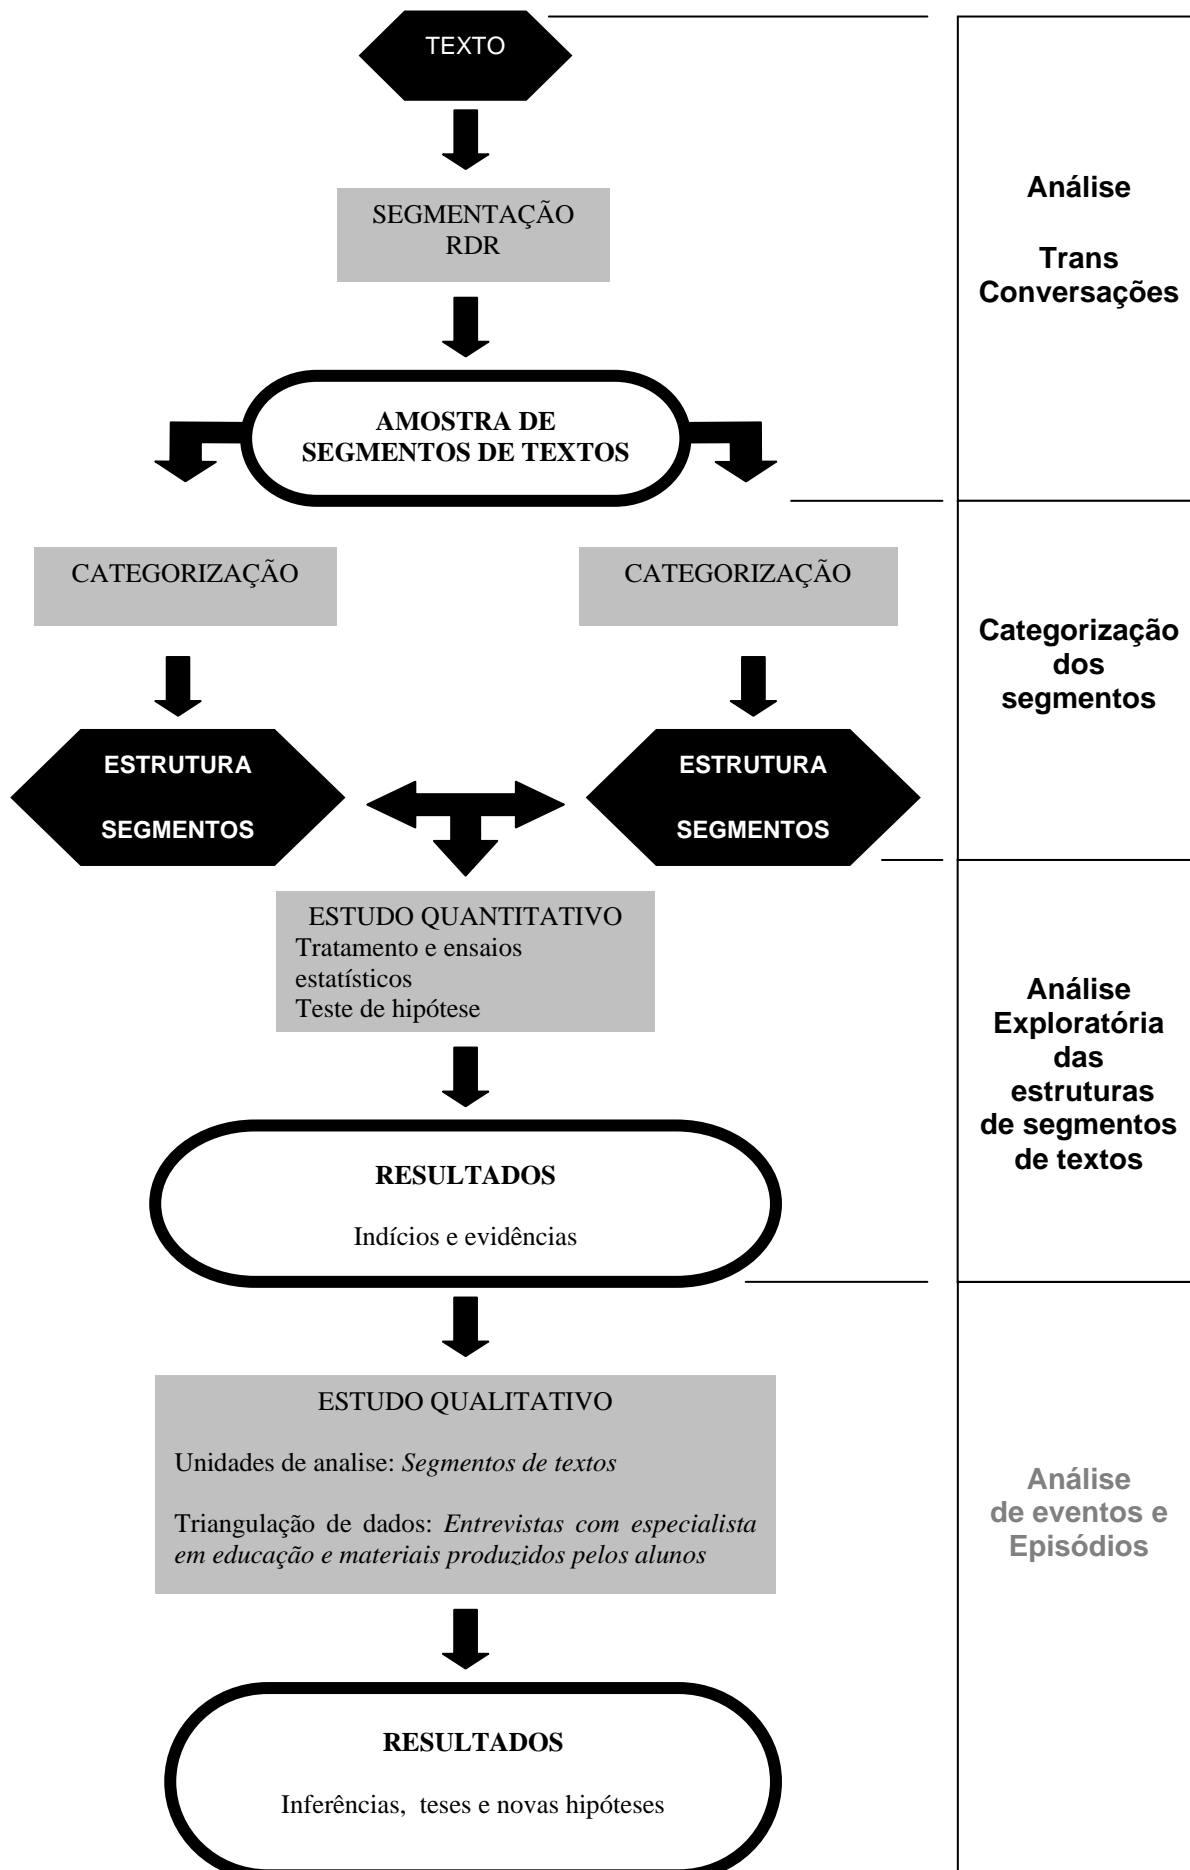 TEXTO
SEGMENTAÇÃO
RDR
AMOSTRA DE
SEGMENTOS DE TEXTOS
Análise
Trans
Conversações
CATEGORIZAÇÃO
CATEGORIZAÇÃO
ESTRUTURA
SEGMENTOS
ESTRUTURA
SEGMENTOS
Categorização
dos
segmentos
ESTUDO QUANTITATIVO
Tratamento e ensaios
estatísticos
Teste de hipótese
RESULTADOS
Indícios e evidências
Análise
Exploratória
das
estruturas
de segmentos
de textos
ESTUDO QUALITATIVO
Unidades de analise: Segmentos de textos
Triangulação de dados: Entrevistas com especialista
em educação e materiais produzidos pelos alunos
RESULTADOS
Inferências, teses e novas hipóteses
Análise
de eventos e
Episódios